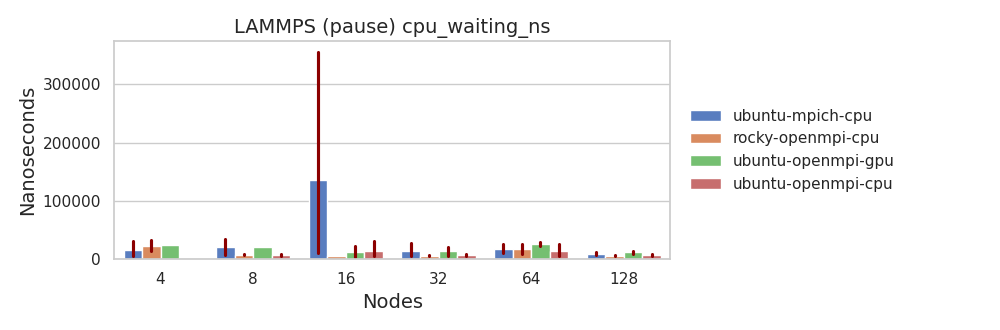 LAMMPS (pause) cpu_waiting_ns
Nanoseconds
300000
200000
100000
0
4 8 16 32 64 128
Nodes
ubuntu-mpich-cpu
rocky-openmpi-cpu
ubuntu-openmpi-gpu
ubuntu-openmpi-cpu